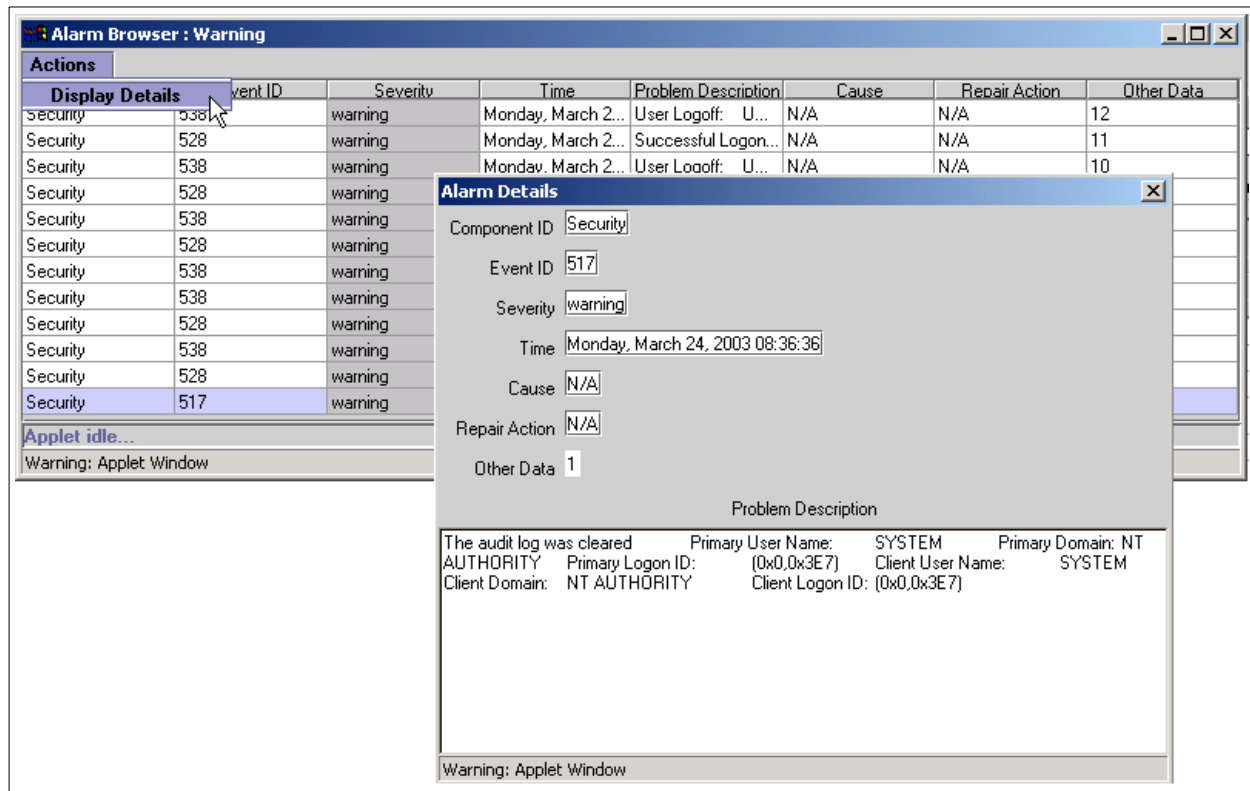 Alarm Browser : Warning
Actions
Display Details
vent ID Severity Time Problem Description Cause Repair Action Other Data
Security 538 warning Monday, March 2... User Logoff: U... N/A N/A 12
Security 528 warning Monday, March 2... Successful Logon... N/A N/A 11
Security 538 warning Monday, March 2... User Logoff: U... N/A N/A 10
Security 528 warning
Security 538 warning
Security 528 warning
Security 538 warning
Security 538 warning
Security 528 warning
Security 538 warning
Security 528 warning
Security 517 warning
Applet idle...
Warning: Applet Window
Alarm Details
Component ID Security
Event ID 517
Severity warning
Time Monday, March 24, 2003 08:36:36
Cause N/A
Repair Action N/A
Other Data 1
Problem Description
The audit log was cleared Primary User Name: SYSTEM Primary Domain: NT
AUTHORITY Primary Logon ID: (0x0,0x3E7) Client User Name: SYSTEM
Client Domain: NT AUTHORITY Client Logon ID: (0x0,0x3E7)
Warning: Applet Window